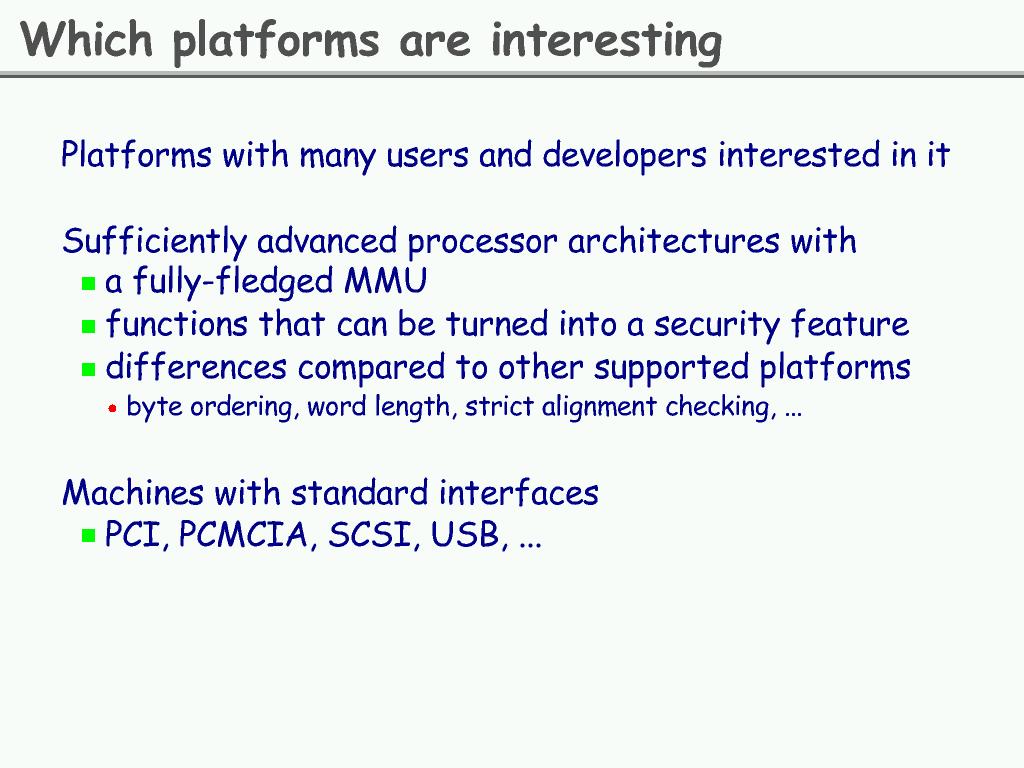 Which platforms are interesting
Platforms with many users and developers interested in it
Sufficiently advanced processor architectures with
a fully-fledged MMU
functions that can be turned into a security feature
differences compared to other supported platforms
byte ordering, word length, strict alignment checking, ...
Machines with standard interfaces
PCI, PCMCIA, SCSI, USB, ...